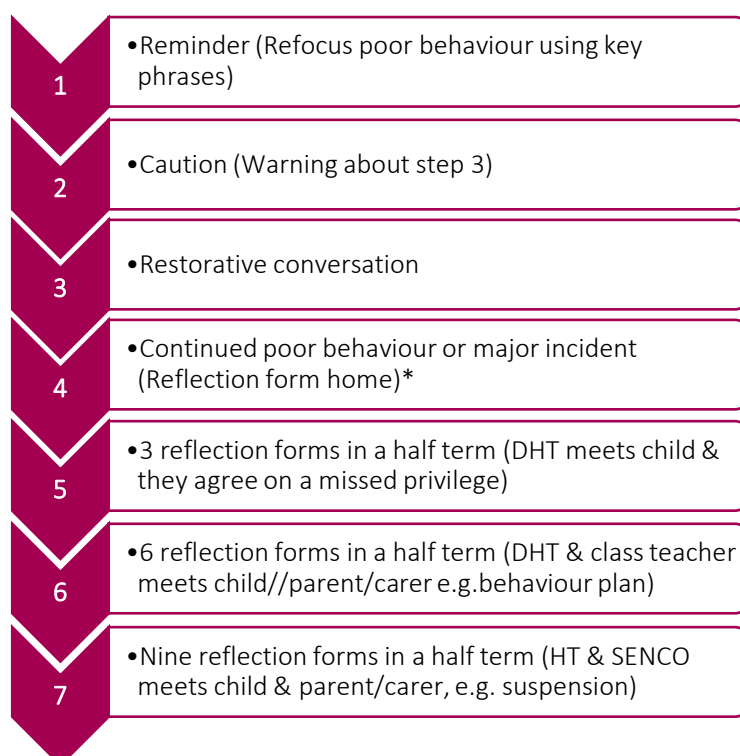 1
•Reminder (Refocus poor behaviour using key
phrases)
2
•Caution (Warning about step 3)
3
•Restorative conversation
4
•Continued poor behaviour or major incident
(Reflection form home)*
5
•3 reflection forms in a half term (DHT meets child &
they agree on a missed privilege)
6
•6 reflection forms in a half term (DHT & class teacher
meets child//parent/carer e.g.behaviour plan)
7
•Nine reflection forms in a half term (HT & SENCO
meets child & parent/carer, e.g. suspension)